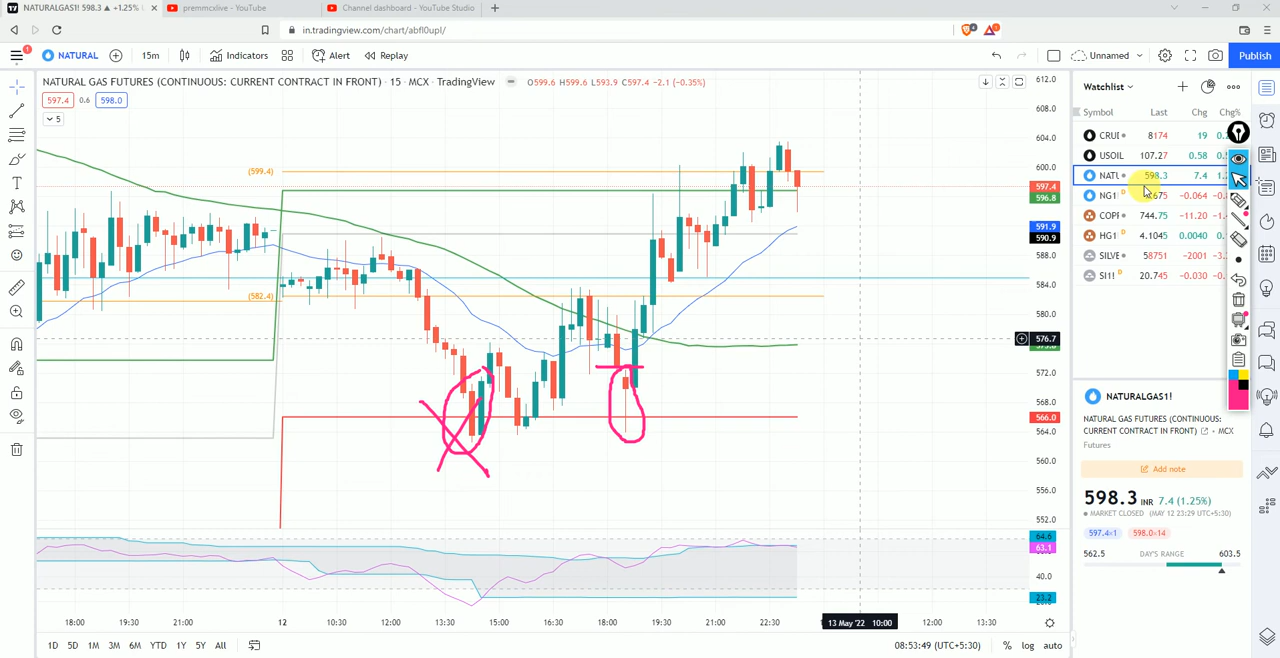 NATURALGAS1! 598.3 ▲ +1.25%
premmcxlive - YouTube
Channel dashboard - YouTube Studio
in.tradingview.com/chart/abfl0upl/
NATURAL
15m
Indicators
Alert
Replay
Unnamed
Publish
NATURAL GAS FUTURES (CONTINUOUS: CURRENT CONTRACT IN FRONT) · 15 · MCX · TradingView
O599.6 H599.6 L593.9 C597.4 -2.1 (-0.35%)
597.4 0.6 598.0
5
(599.4)
(582.4)
612.0
608.0
604.0
600.0
597.4
596.8
591.9
590.9
588.0
584.0
580.0
576.7
572.0
568.0
566.0
564.0
560.0
556.0
552.0
64.6
63.1
40.0
23.2
18:00 19:30 21:00 12 10:30 12:00 13:30 15:00 16:30 18:00 19:30 21:00 22:30 13 May '22 10:00 12:00 13:30
1D 5D 1M 3M 6M YTD 1Y 5Y All
08:53:49 (UTC+5:30) % log auto
Watchlist
Symbol Last Chg Chg%
CRUI 8174 19
USOIL 107.27 0.58
NATU 598.3 7.4
NG1! D -0.064
COPI 744.75 -11.20
HG1! D 4.1045 0.0040
SILVE 58751 -2001
SI1! D 20.745 -0.030
NATURALGAS1!
NATURAL GAS FUTURES (CONTINUOUS:
CURRENT CONTRACT IN FRONT) • MCX
Futures
Add note
598.3 INR 7.4 (1.25%)
MARKET CLOSED (MAY 12 23:29 UTC+5:30)
597.4×1 598.0×14
562.5 DAY'S RANGE 603.5